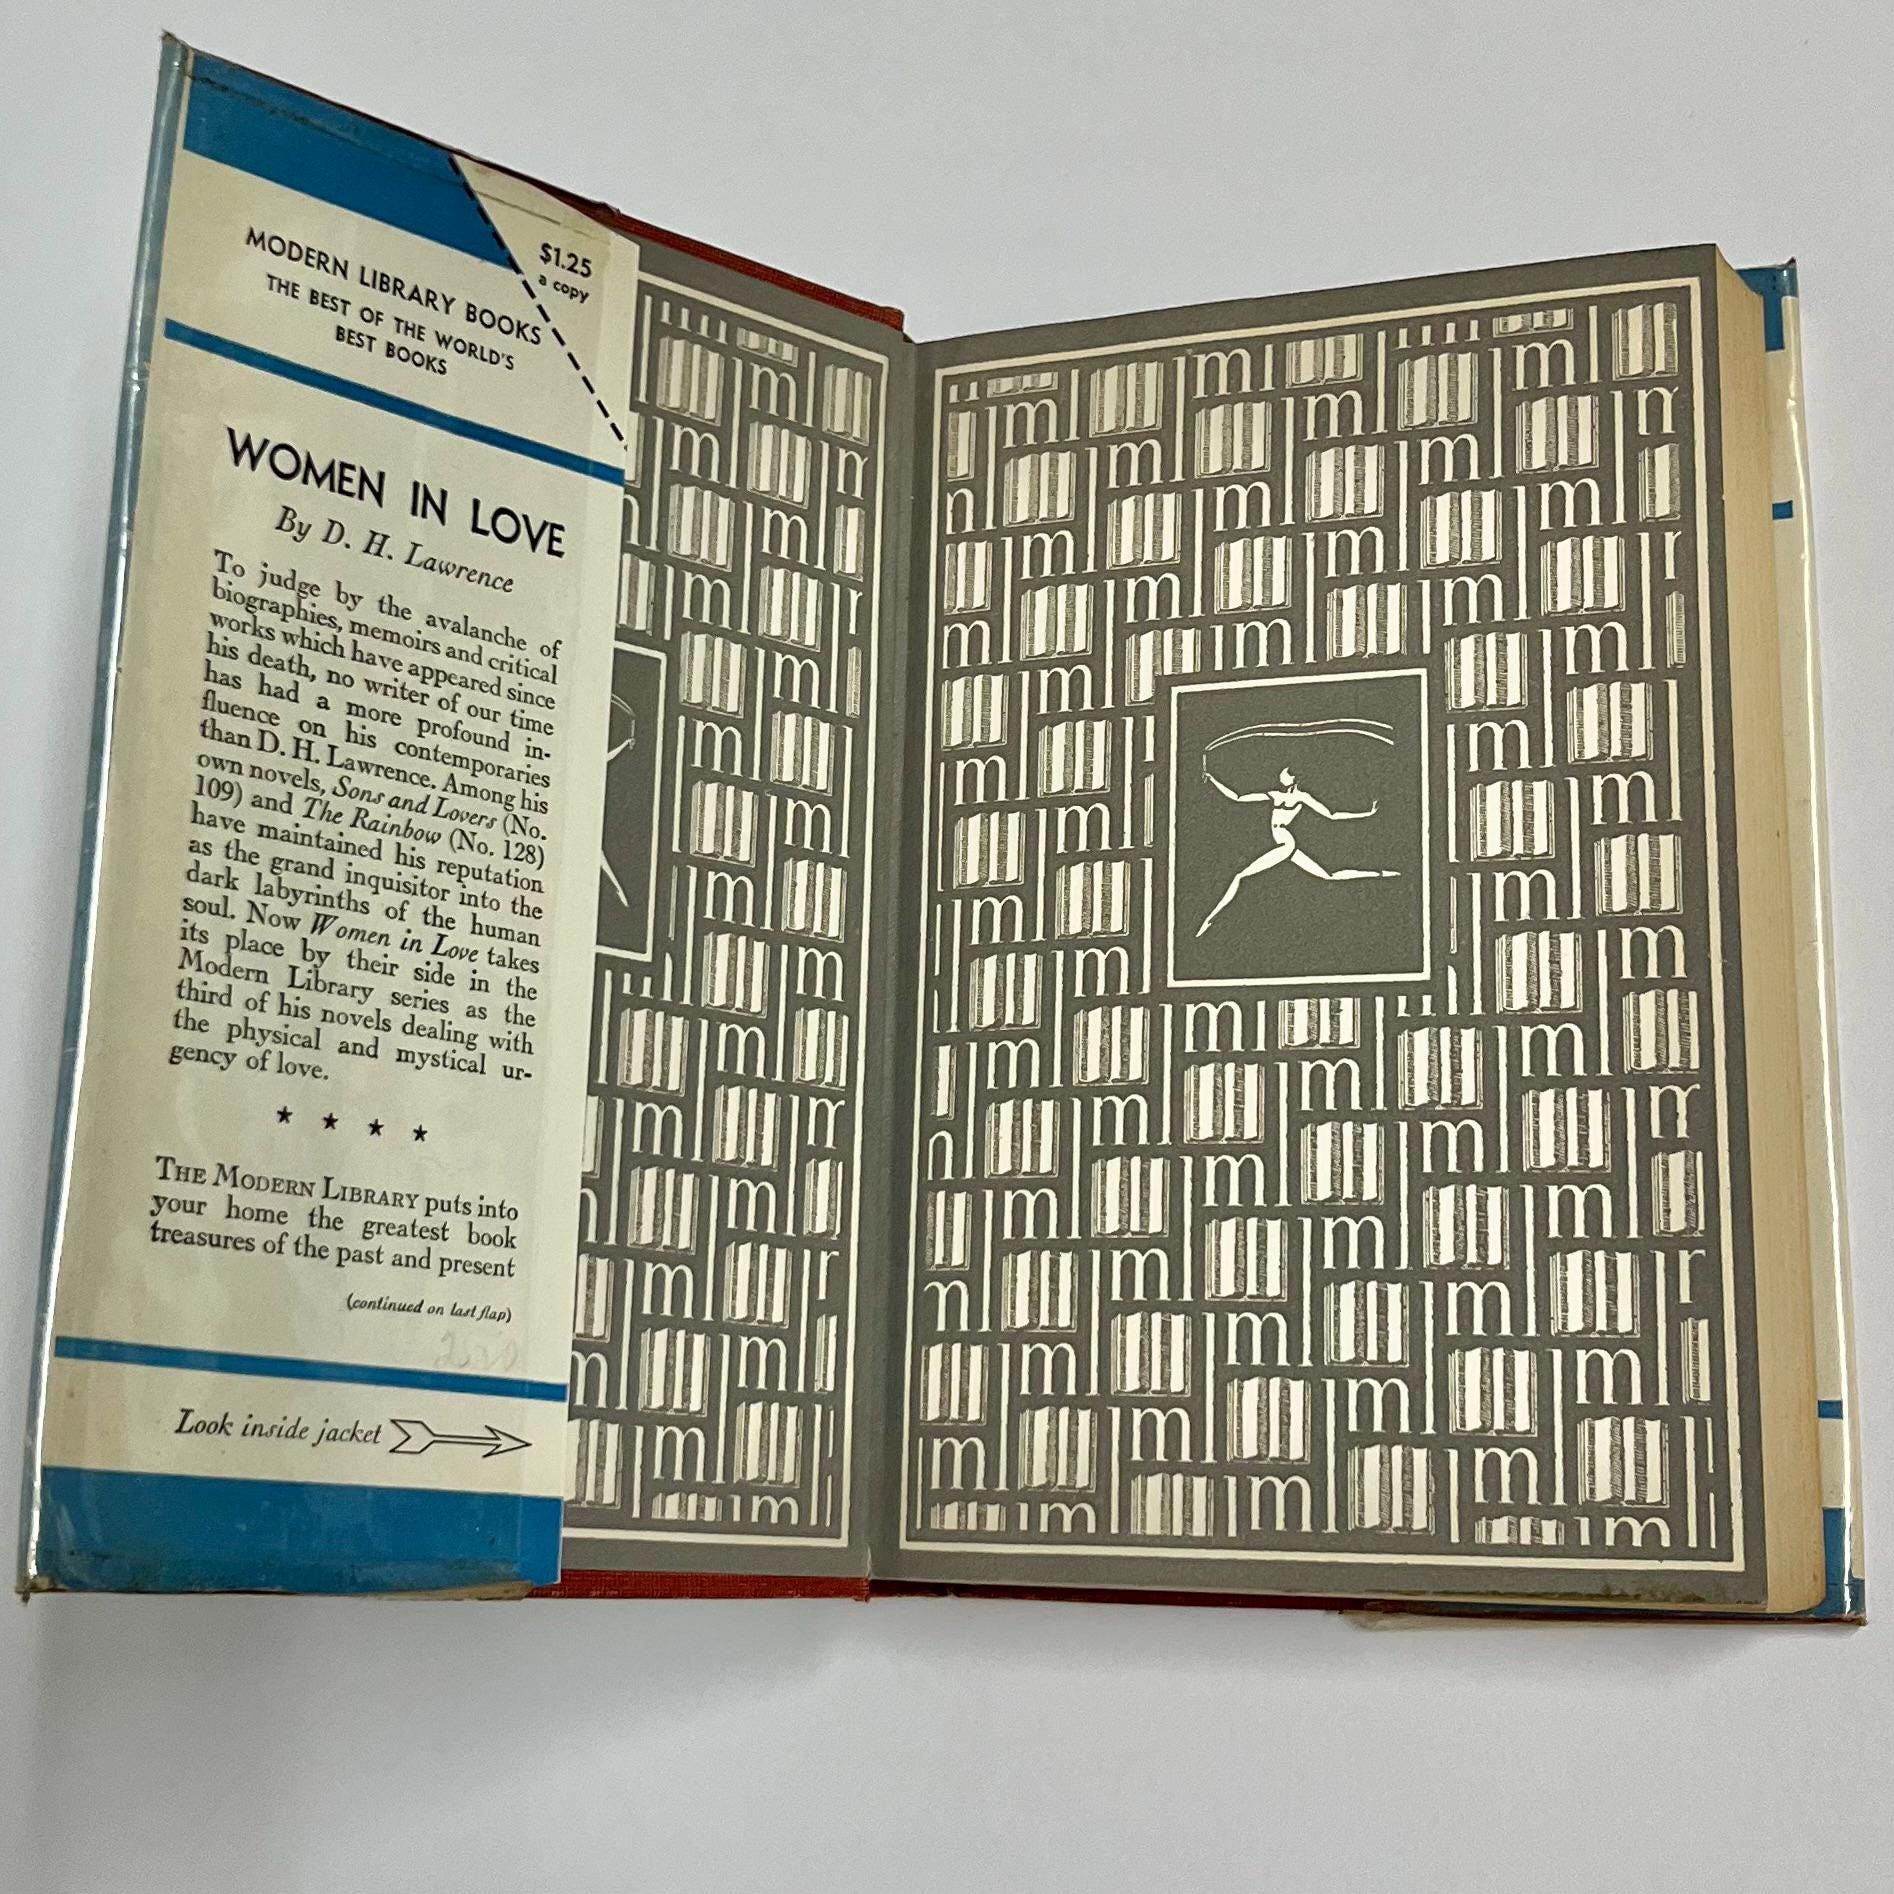 $1.25
a copy
MODERN LIBRARY BOOKS
THE BEST OF THE WORLD'S
BEST BOOKS
WOMEN IN LOVE
By D. H. Lawrence
To judge by the avalanche of
biographies, memoirs and critical
works which have appeared since
his death, no writer of our time
has had a more profound in-
fluence on his contemporaries
than D. H. Lawrence. Among his
own novels, Sons and Lovers (No.
109) and The Rainbow (No. 128)
have maintained his reputation
as the grand inquisitor into the
dark labyrinths of the human
soul. Now Women in Love takes
its place by their side in the
Modern Library series as the
third of his novels dealing with
the physical and mystical ur-
gency of love.
★ ★ ★ ★
THE MODERN LIBRARY puts into
your home the greatest book
treasures of the past and present
(continued on last flap)
Look inside jacket